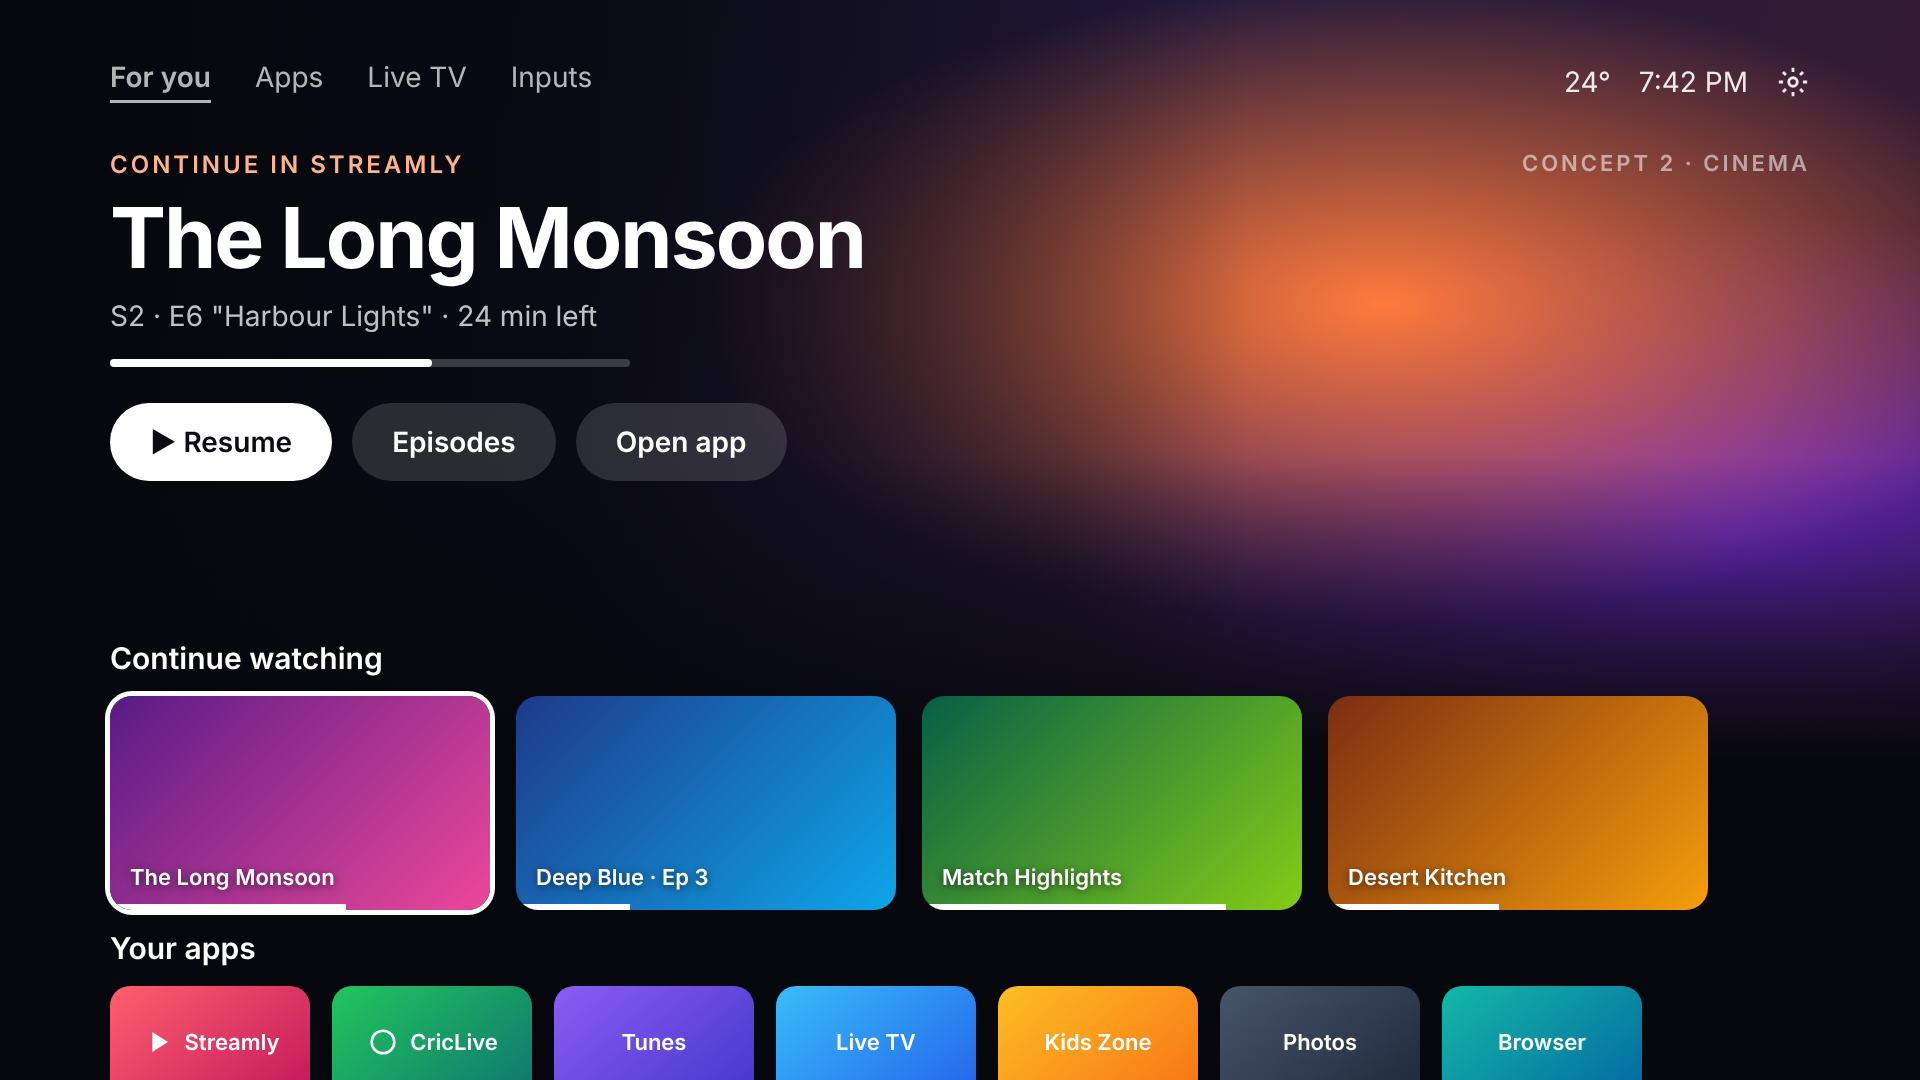 For you Apps Live TV Inputs
24° 7:42 PM
CONTINUE IN STREAMLY
CONCEPT 2 · CINEMA
The Long Monsoon
S2 · E6 "Harbour Lights" · 24 min left
Resume Episodes Open app
Continue watching
The Long Monsoon
Deep Blue · Ep 3
Match Highlights
Desert Kitchen
Your apps
Streamly
CricLive
Tunes
Live TV
Kids Zone
Photos
Browser